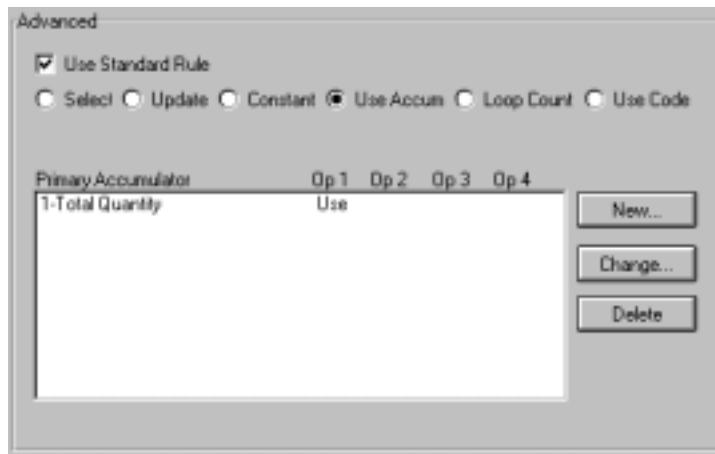 Advanced
Use Standard Rule
Select Update Constant Use Accum Loop Count Use Code
Primary Accumulator Op 1 Op 2 Op 3 Op 4
1-Total Quantity Use
New...
Change...
Delete